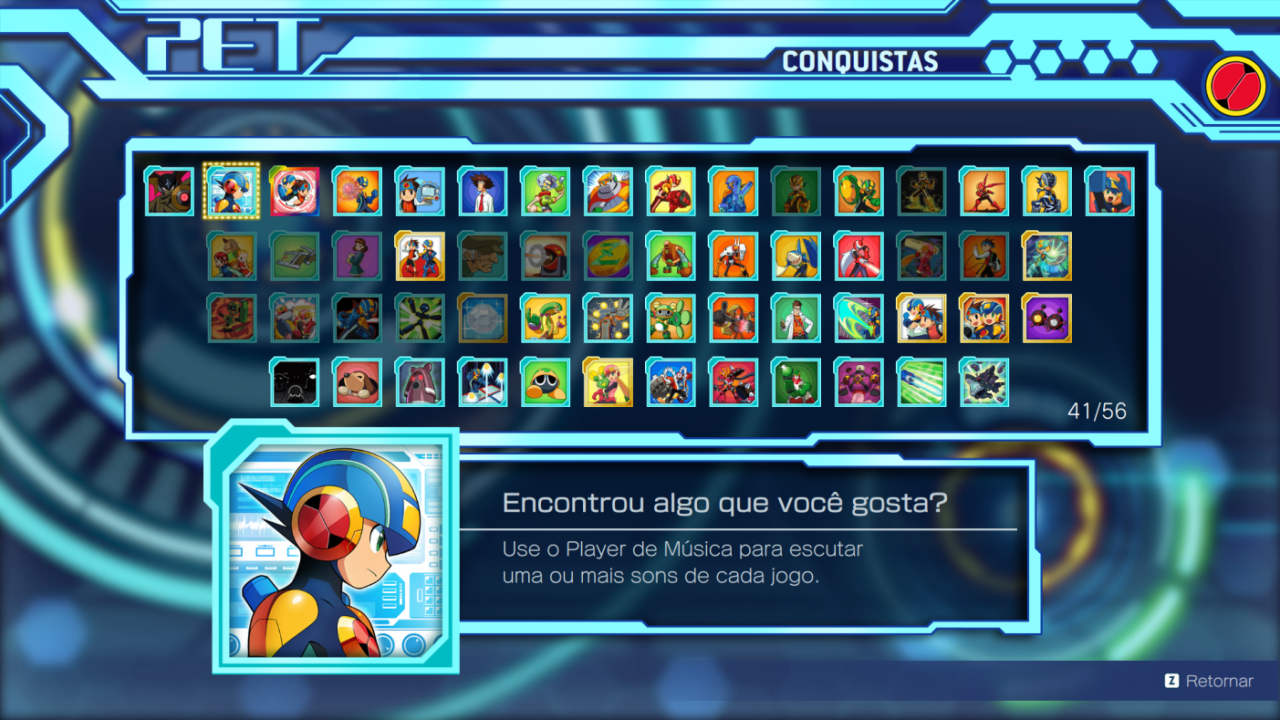 PET
CONQUISTAS
41/56
Encontrou algo que você gosta?
Use o Player de Música para escutar
uma ou mais sons de cada jogo.
Z Retornar